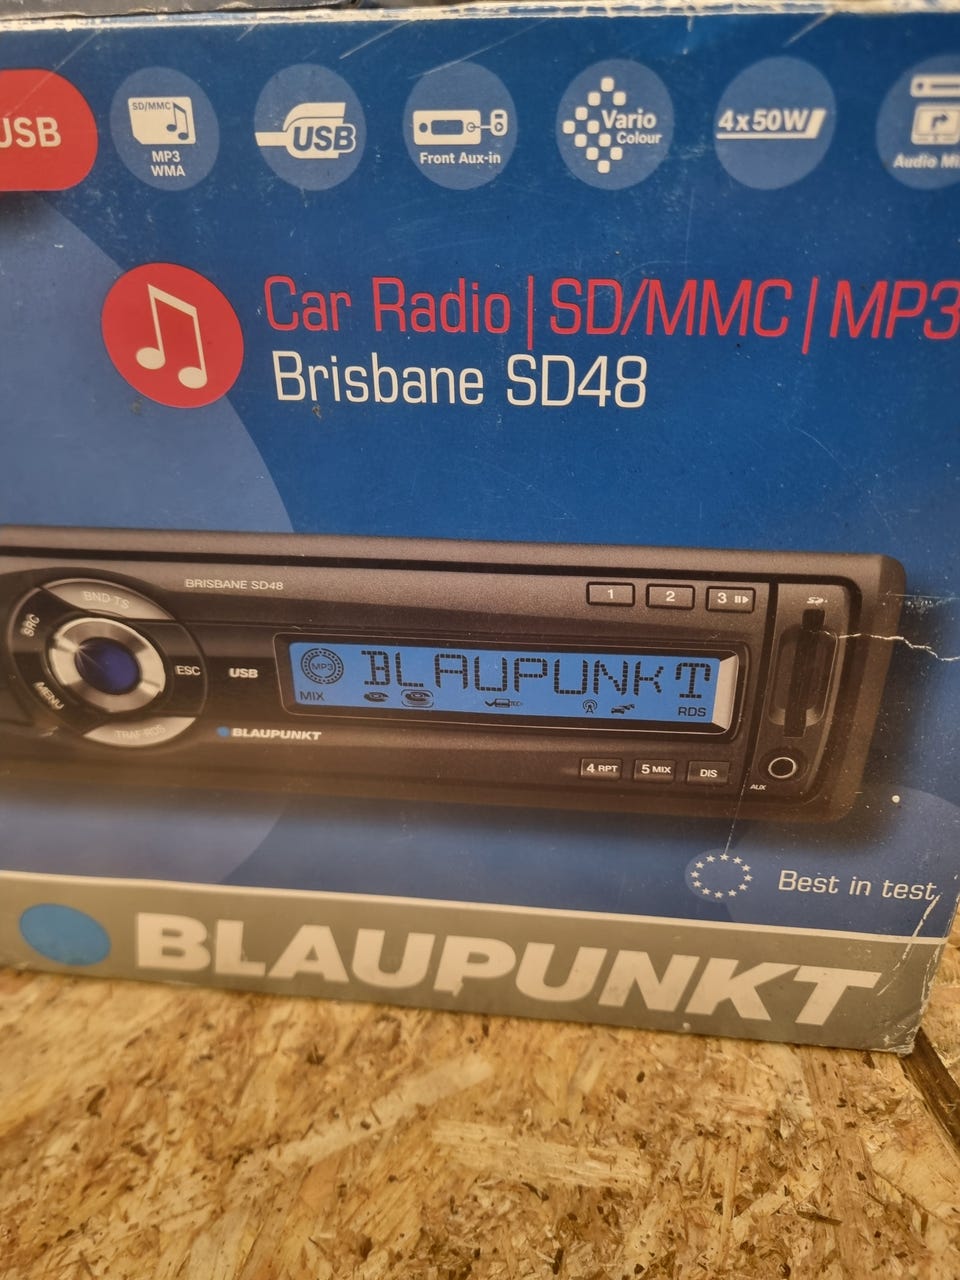 USB
SD/MMC
MP3
WMA
USB
Front Aux-in
Vario
Colour
4x50W
Audio
Car Radio|SD/MMC|MP3
Brisbane SD48
BRISBANE SD48
1
2
3
SD
BND TS
SRC
ESC
MENU
TRAF RDS
USB
MP3
BLAUPUNKT
MIX
RDS
BLAUPUNKT
4 RPT
5 MIX
DIS
AUX
Best in test
BLAUPUNKT